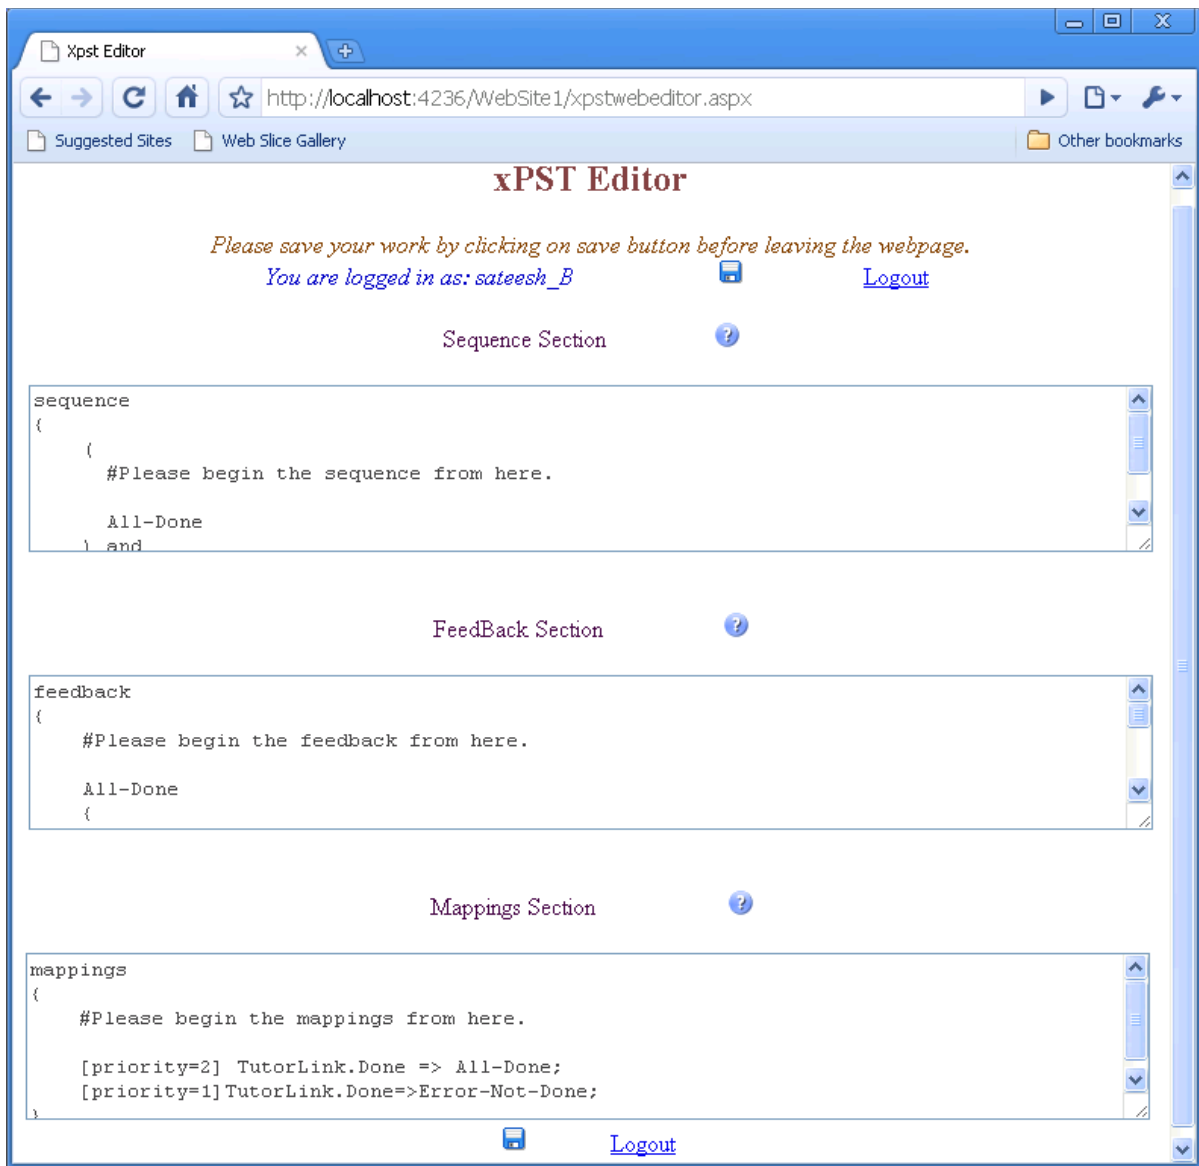 Xpst Editor
http://localhost:4236/WebSite1/xpstwebeditor.aspx
Suggested Sites Web Slice Gallery Other bookmarks
xPST Editor
Please save your work by clicking on save button before leaving the webpage.
You are logged in as: sateesh_B Logout
Sequence Section
sequence
{
(
#Please begin the sequence from here.
All-Done
) and
FeedBack Section
feedback
{
#Please begin the feedback from here.
All-Done
{
Mappings Section
mappings
{
#Please begin the mappings from here.
[priority=2] TutorLink.Done => All-Done;
[priority=1]TutorLink.Done=>Error-Not-Done;
}
Logout